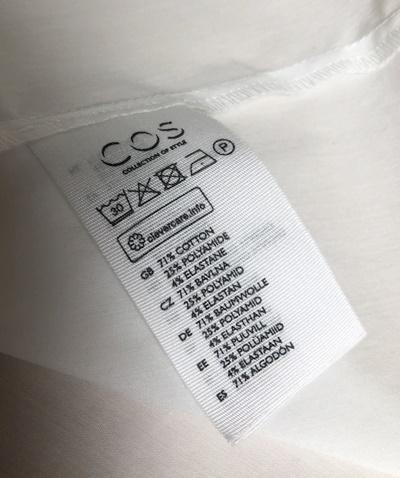 COS
COLLECTION OF STYLE
30 P
clevercare.info
GB 71% COTTON
25% POLYAMIDE
4% ELASTANE
CZ 71% BAVLNA
25% POLYAMID
4% ELASTAN
DE 71% BAUMWOLLE
25% POLYAMID
4% ELASTHAN
EE 71% PUUVILL
25% POLÜAMIID
4% ELASTAAN
ES 71% ALGODÓN